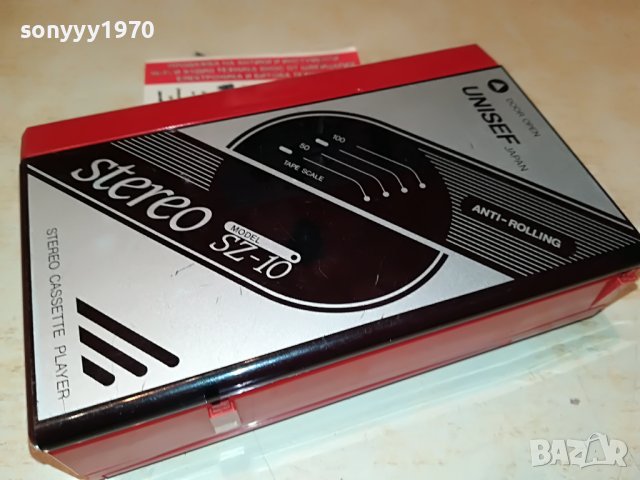 sonyyy1970
DOOR OPEN
UNISEF
JAPAN
100
50
TAPE SCALE
stereo
MODEL
SZ-10
ANTI-ROLLING
STEREO CASSETTE PLAYER
BAZAR